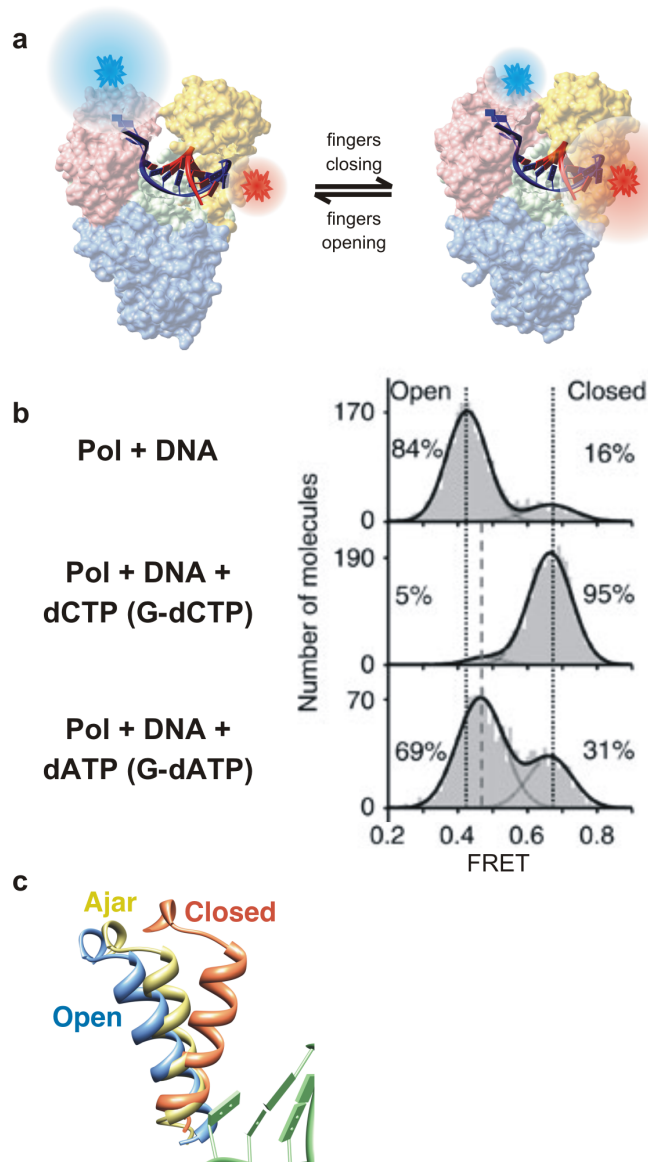 a
fingers
closing
fingers
opening
b
Pol + DNA
Pol + DNA +
dCTP (G-dCTP)
Pol + DNA +
dATP (G-dATP)
Number of molecules
Open
Closed
170
84%
16%
0
190
5%
95%
0
70
69%
31%
0
0.2
0.4
0.6
0.8
FRET
c
Ajar
Closed
Open